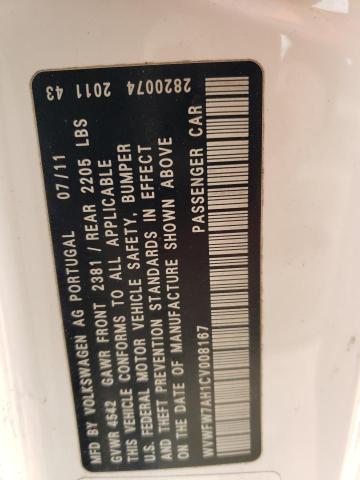 2820074 2011 43
MFD BY VOLKSWAGEN AG PORTUGAL 07/11
GVWR 4542 GAWR FRONT 2381 / REAR 2205 LBS
THIS VEHICLE CONFORMS TO ALL APPLICABLE
U.S. FEDERAL MOTOR VEHICLE SAFETY, BUMPER
AND THEFT PREVENTION STANDARDS IN EFFECT
ON THE DATE OF MANUFACTURE SHOWN ABOVE
WVWFW7AH1CV008167 PASSENGER CAR